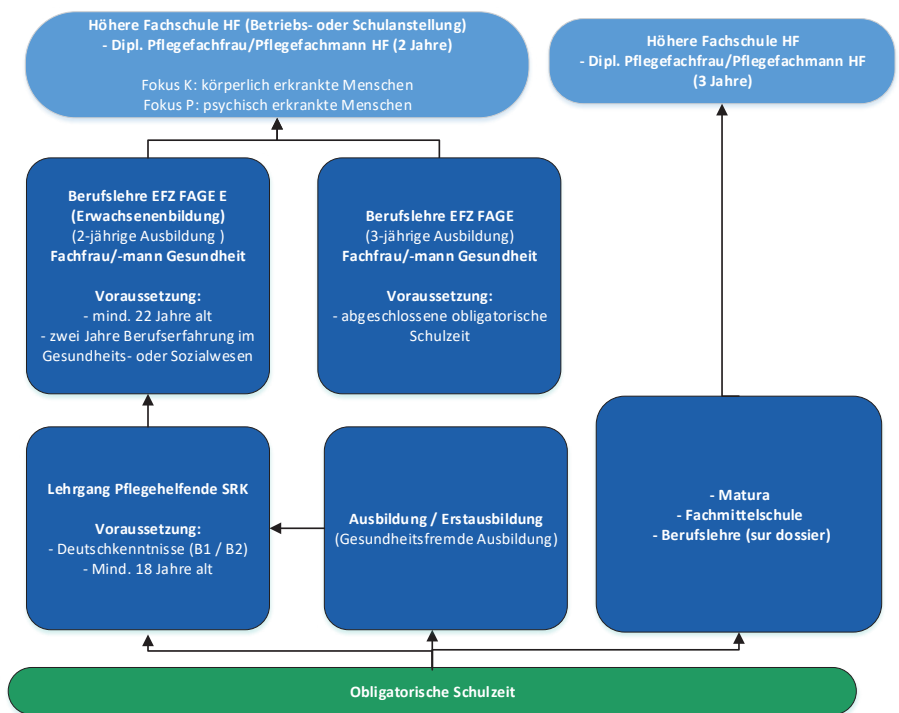 Höhere Fachschule HF (Betriebs- oder Schulanstellung)
- Dipl. Pflegefachfrau/Pflegefachmann HF (2 Jahre)
Fokus K: körperlich erkrankte Menschen
Fokus P: psychisch erkrankte Menschen
Höhere Fachschule HF
- Dipl. Pflegefachfrau/Pflegefachmann HF
(3 Jahre)
Berufslehre EFZ FAGE E
(Erwachsenenbildung)
(2-jährige Ausbildung )
Fachfrau/-mann Gesundheit
Voraussetzung:
- mind. 22 Jahre alt
- zwei Jahre Berufserfahrung im
Gesundheits- oder Sozialwesen
Berufslehre EFZ FAGE
(3-jährige Ausbildung)
Fachfrau/-mann Gesundheit
Voraussetzung:
- abgeschlossene obligatorische
Schulzeit
Lehrgang Pflegehelfende SRK
Voraussetzung:
- Deutschkenntnisse (B1 / B2)
- Mind. 18 Jahre alt
Ausbildung / Erstausbildung
(Gesundheitsfremde Ausbildung)
- Matura
- Fachmittelschule
- Berufslehre (sur dossier)
Obligatorische Schulzeit